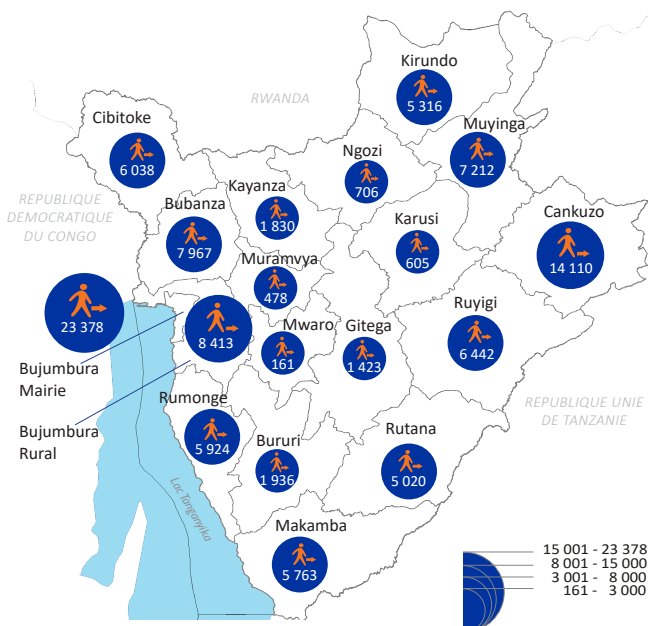 Kirundo
5 316
RWANDA
Cibitoke
6 038
Muyinga
7 212
Ngozi
706
REPUBLIQUE
DEMOCRATIQUE
DU CONGO
Kayanza
1 830
Bubanza
7 967
Karusi
605
Cankuzo
14 110
Muramvya
478
23 378
8 413
Mwaro
161
Gitega
1 423
Ruyigi
6 442
Bujumbura
Mairie
Bujumbura
Rural
REPUBLIQUE UNIE
DE TANZANIE
Rumonge
5 924
Bururi
1 936
Rutana
5 020
Lac Tanganyika
Makamba
5 763
15 001 - 23 378
8 001 - 15 000
3 001 - 8 000
161 - 3 000